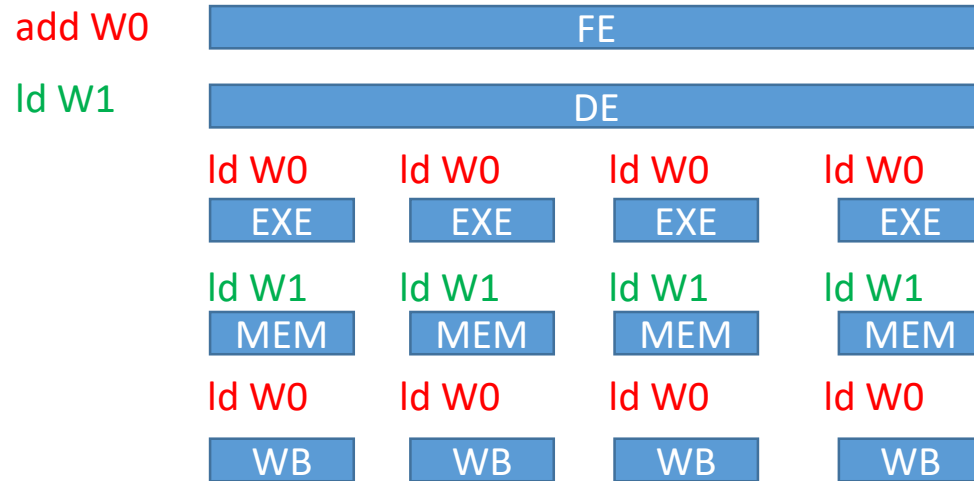 add W0 FE
ld W1 DE
ld W0 ld W0 ld W0 ld W0
EXE EXE EXE EXE
ld W1 ld W1 ld W1 ld W1
MEM MEM MEM MEM
ld W0 ld W0 ld W0 ld W0
WB WB WB WB